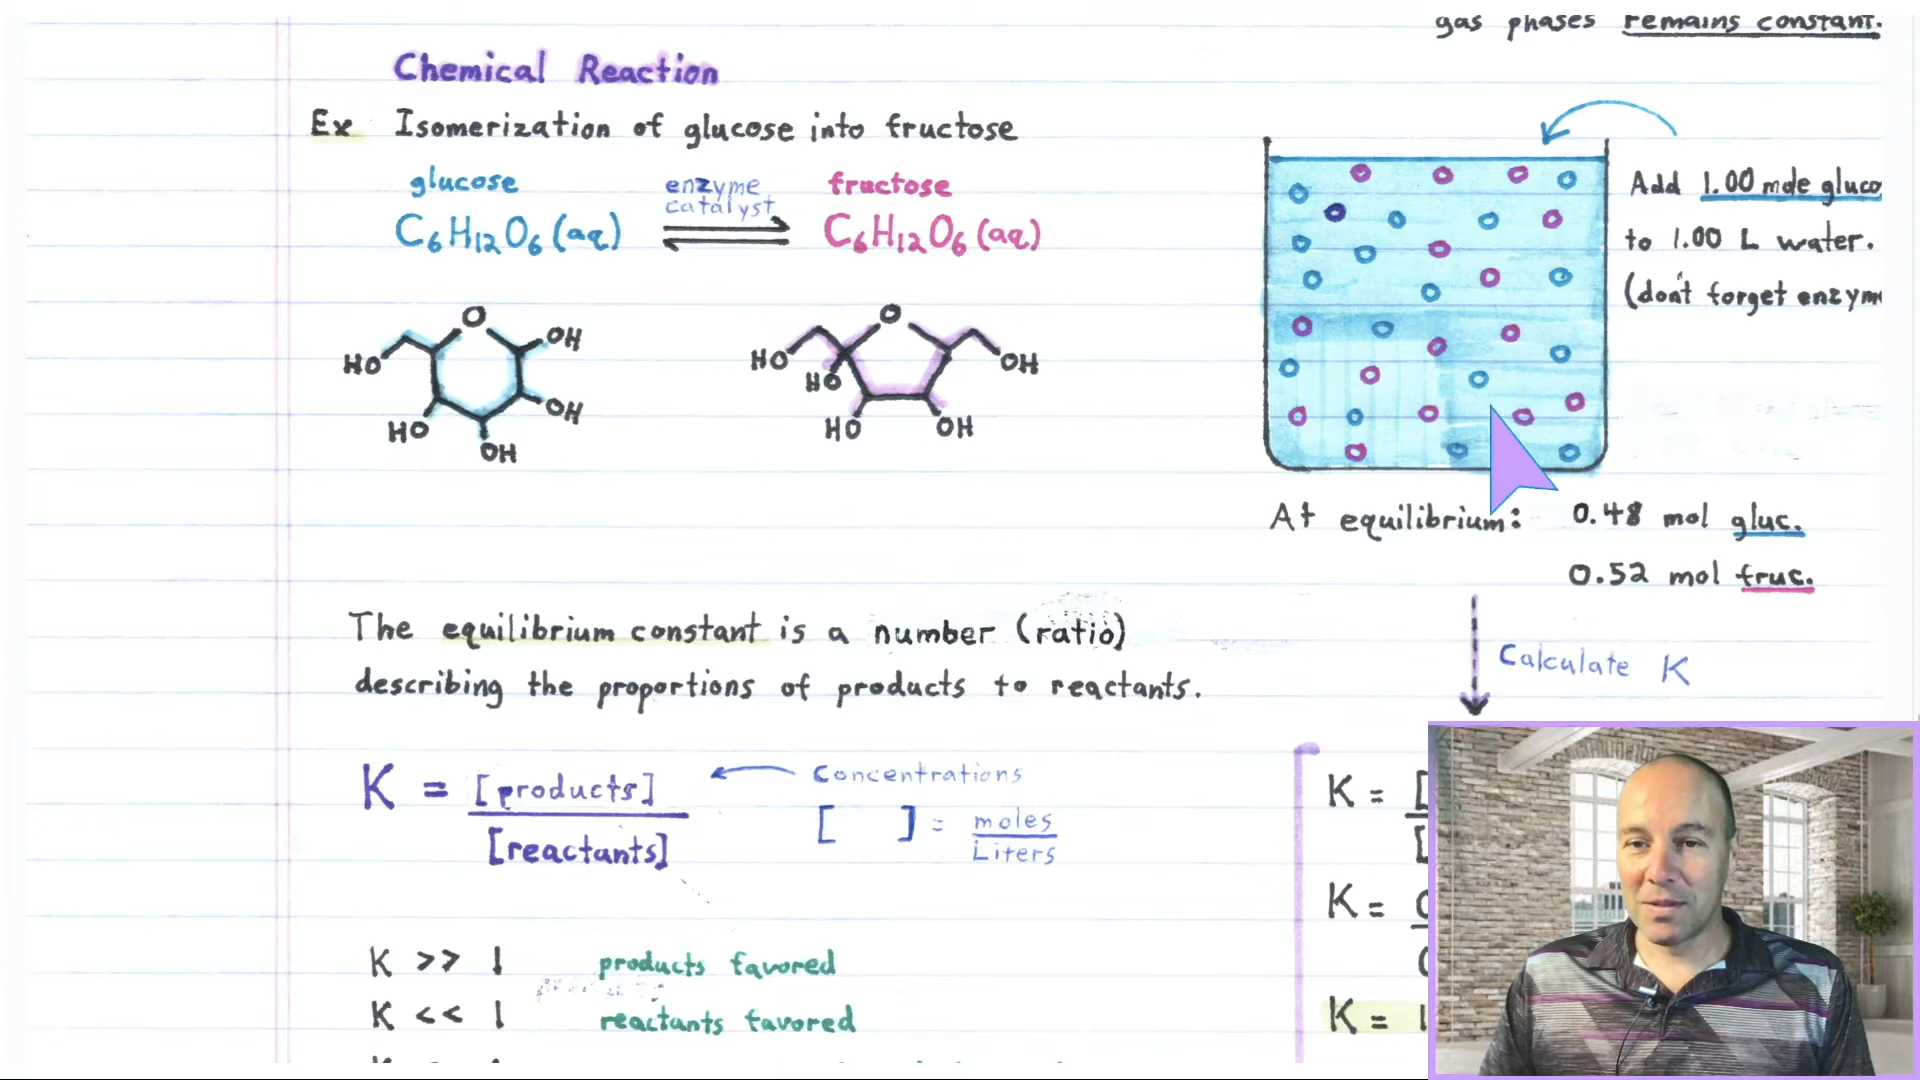 gas phases remains constant.
Chemical Reaction
Ex Isomerization of glucose into fructose
glucose
enzyme
catalyst
fructose
C6H12O6(aq)
C6H12O6(aq)
O
HO
OH
OH
HO
OH
O
HO
HO
OH
HO
OH
Add 1.00 mole gluco
to 1.00 L water.
(don't forget enzym
At equilibrium: 0.48 mol gluc.
0.52 mol fruc.
Calculate K
The equilibrium constant is a number (ratio)
describing the proportions of products to reactants.
K = [products]
[reactants]
Concentrations
[ ] = moles
Liters
K >> 1 products favored
K << 1 reactants favored
K = [
[
K =
K = 1